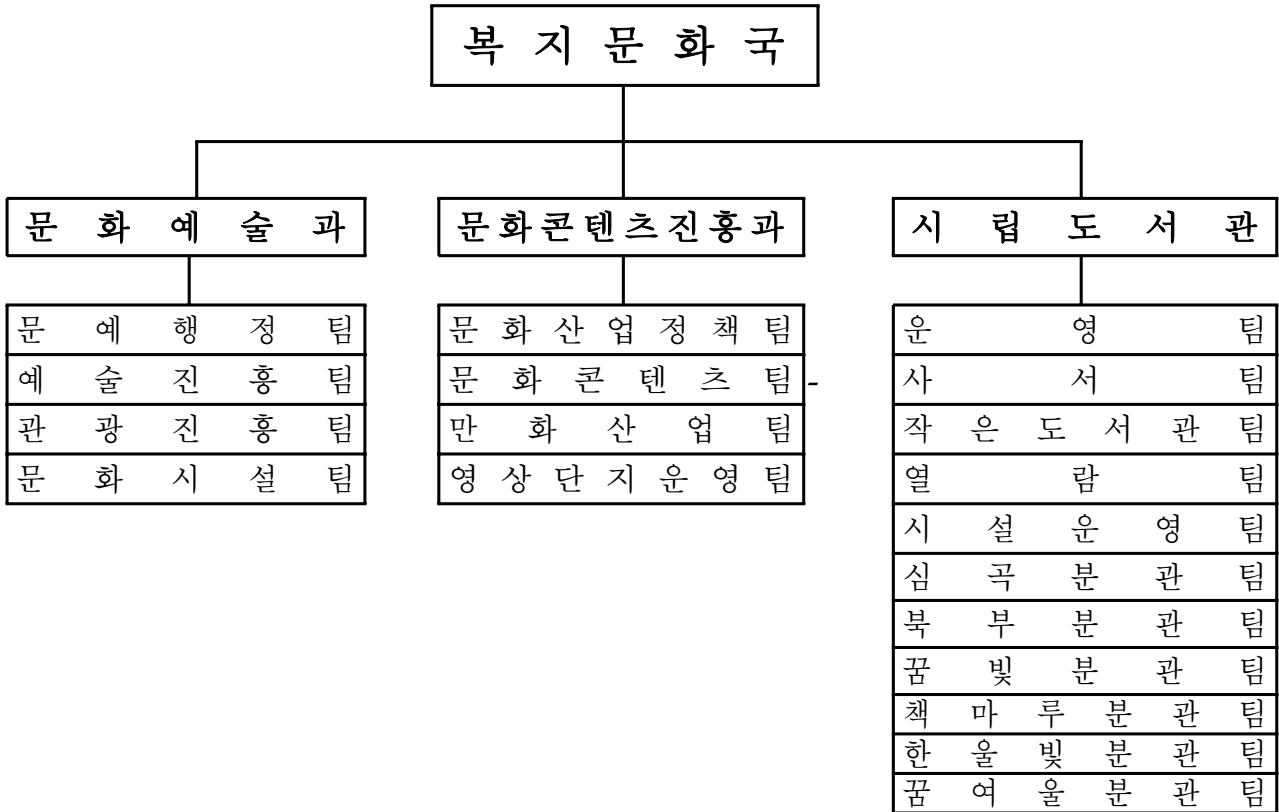 복지문화국
문화예술과
문예행정팀
예술진흥팀
관광진흥팀
문화시설팀
문화콘텐츠진흥과
문화산업정책팀
문화콘텐츠팀-
만화산업팀
영상단지운영팀
시립도서관
운영팀
사서팀
작은도서관팀
열람팀
시설운영팀
심곡분관팀
북부분관팀
꿈빛분관팀
책마루분관팀
한울빛분관팀
꿈여울분관팀